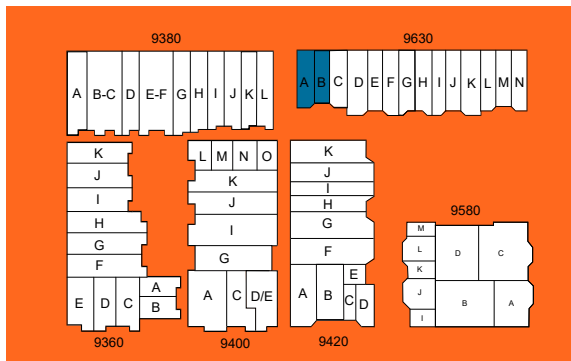 9380
A B-C D E-F G H I J K L
9630
A B C D E F G H I J K L M N
K
J
I
H
G
F
E D C A
B
9360
L M N O
K
J
I
G
A C D/E
9400
K
J
I
H
G
F
A B E
C D
9420
9580
M
L
K
J
I
D C
B A